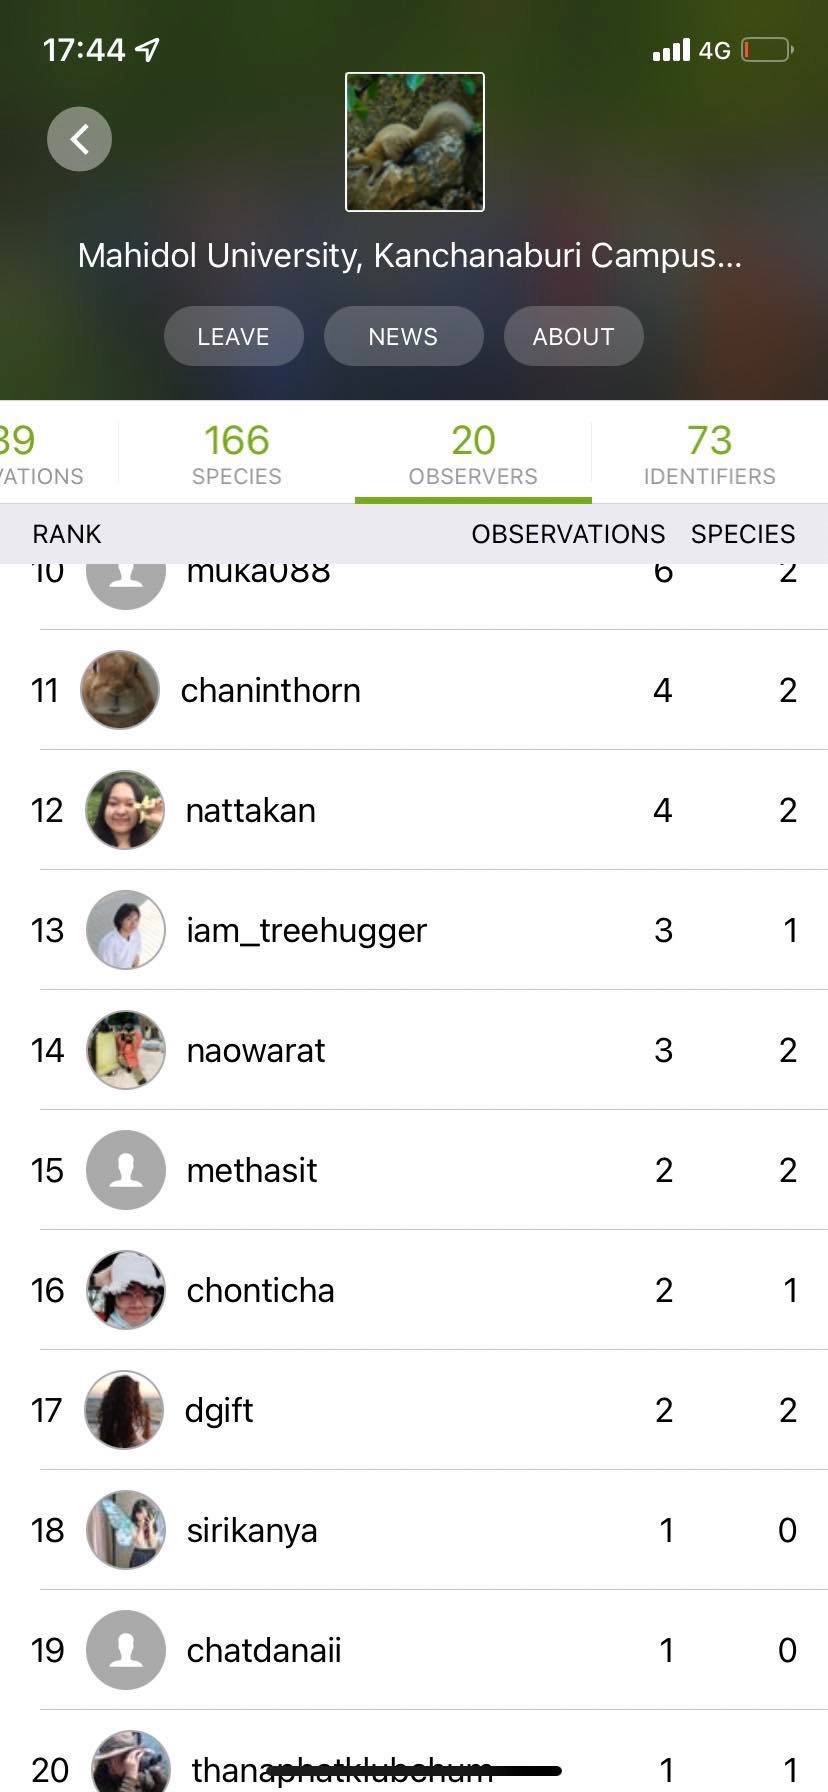 17:44 4G
Mahidol University, Kanchanaburi Campus...
LEAVE NEWS ABOUT
39 166 20 73
VATIONS SPECIES OBSERVERS IDENTIFIERS
RANK OBSERVATIONS SPECIES
10 muka088 6 2
11 chaninthorn 4 2
12 nattakan 4 2
13 iam_treehugger 3 1
14 naowarat 3 2
15 methasit 2 2
16 chonticha 2 1
17 dgift 2 2
18 sirikanya 1 0
19 chatdanaii 1 0
20 thanaphatklubchum 1 1